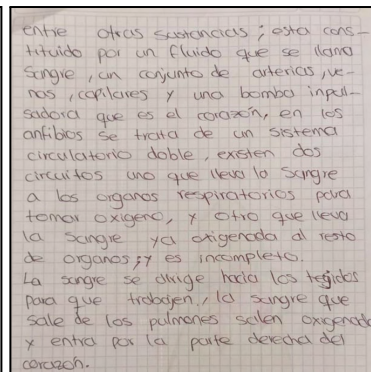 entre otras sustancias; esta cons-
tituido por un fluido que se llama
Sangre, un conjunto de arterias, ve-
nas, capilares y una bomba inpul-
sadora que es el corazón, en los
anfibios se trata de un sistema
circulatorio doble, existen dos
circuitos uno que lleva la sangre
a los organos respiratorios para
tomar oxigeno, y otro que lleva
la sangre ya oxigenada al resto
de organos; y es incompleto.
La sangre se dirige hacia los tegidos
para que trabajen, la sangre que
sale de los pulmones salen oxigenada
y entra por la parte derecha del
corazón.